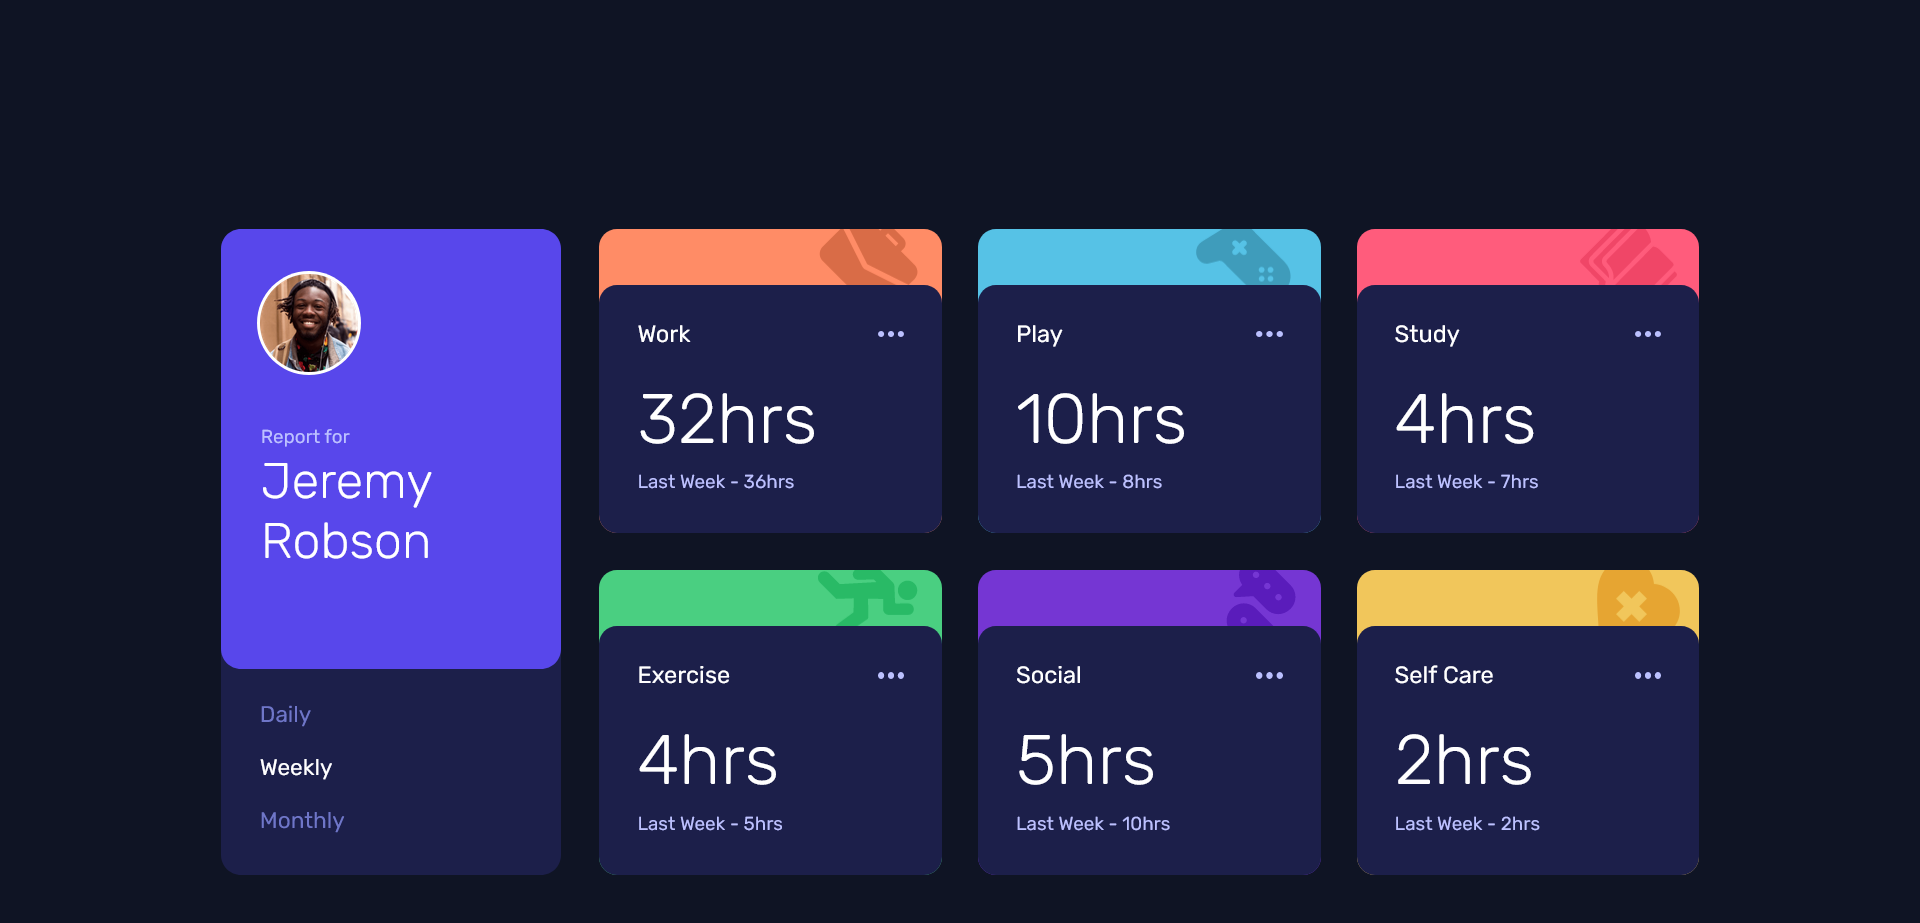 Report for
Jeremy
Robson
Daily
Weekly
Monthly
Work
32hrs
Last Week - 36hrs
Play
10hrs
Last Week - 8hrs
Study
4hrs
Last Week - 7hrs
Exercise
4hrs
Last Week - 5hrs
Social
5hrs
Last Week - 10hrs
Self Care
2hrs
Last Week - 2hrs